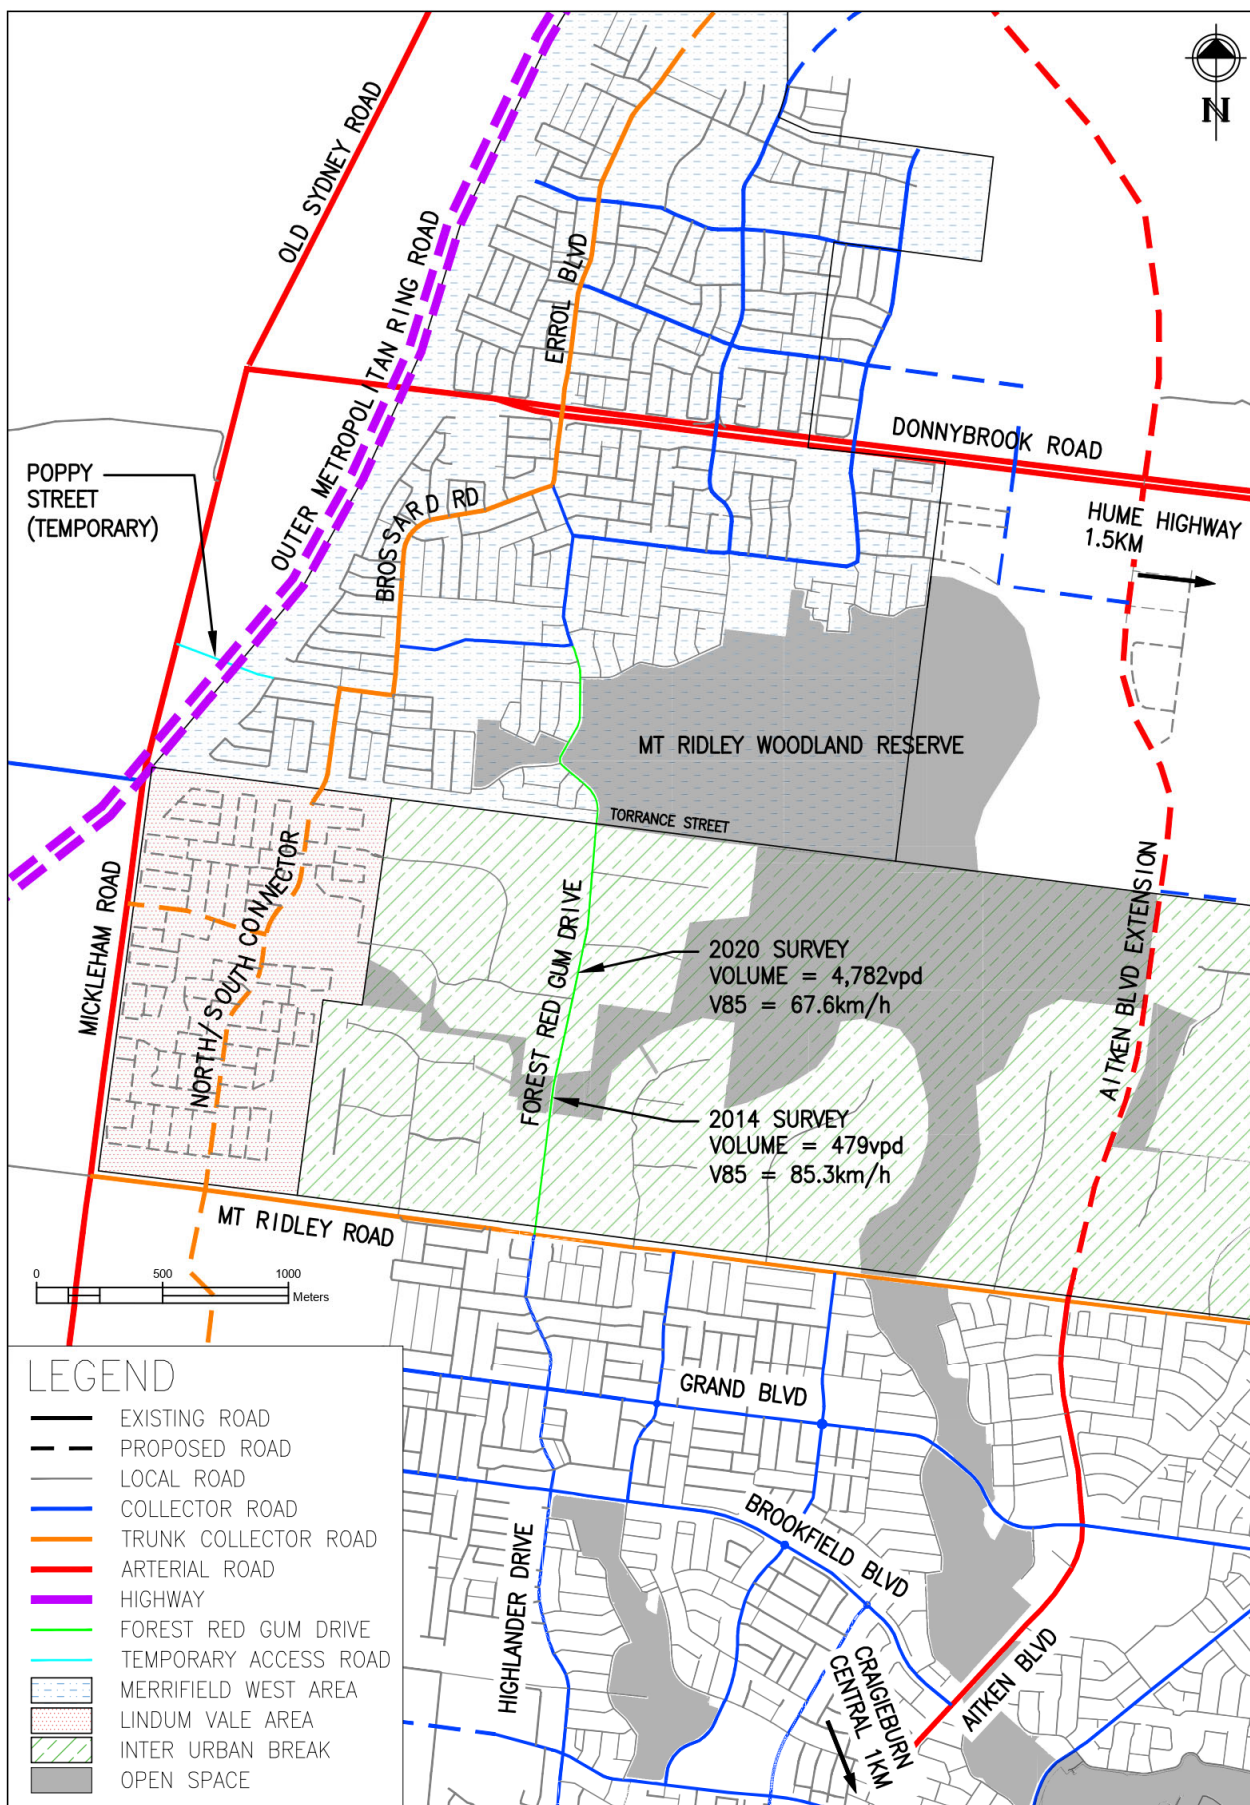 N
OLD SYDNEY ROAD
OUTER METROPOLITAN RING ROAD
ERROL BLVD
DONNYBROOK ROAD
POPPY
STREET
(TEMPORARY)
BROSSARD RD
HUME HIGHWAY
1.5KM
MT RIDLEY WOODLAND RESERVE
TORRANCE STREET
MICKLEHAM ROAD
NORTH/SOUTH CONNECTOR
FOREST RED GUM DRIVE
2020 SURVEY
VOLUME = 4,782vpd
V85 = 67.6km/h
AITKEN BLVD EXTENSION
2014 SURVEY
VOLUME = 479vpd
V85 = 85.3km/h
MT RIDLEY ROAD
0 500 1000
Meters
GRAND BLVD
BROOKFIELD BLVD
HIGHLANDER DRIVE
CRAIGIEBURN
CENTRAL 1KM
AITKEN BLVD
LEGEND
EXISTING ROAD
PROPOSED ROAD
LOCAL ROAD
COLLECTOR ROAD
TRUNK COLLECTOR ROAD
ARTERIAL ROAD
HIGHWAY
FOREST RED GUM DRIVE
TEMPORARY ACCESS ROAD
MERRIFIELD WEST AREA
LINDUM VALE AREA
INTER URBAN BREAK
OPEN SPACE